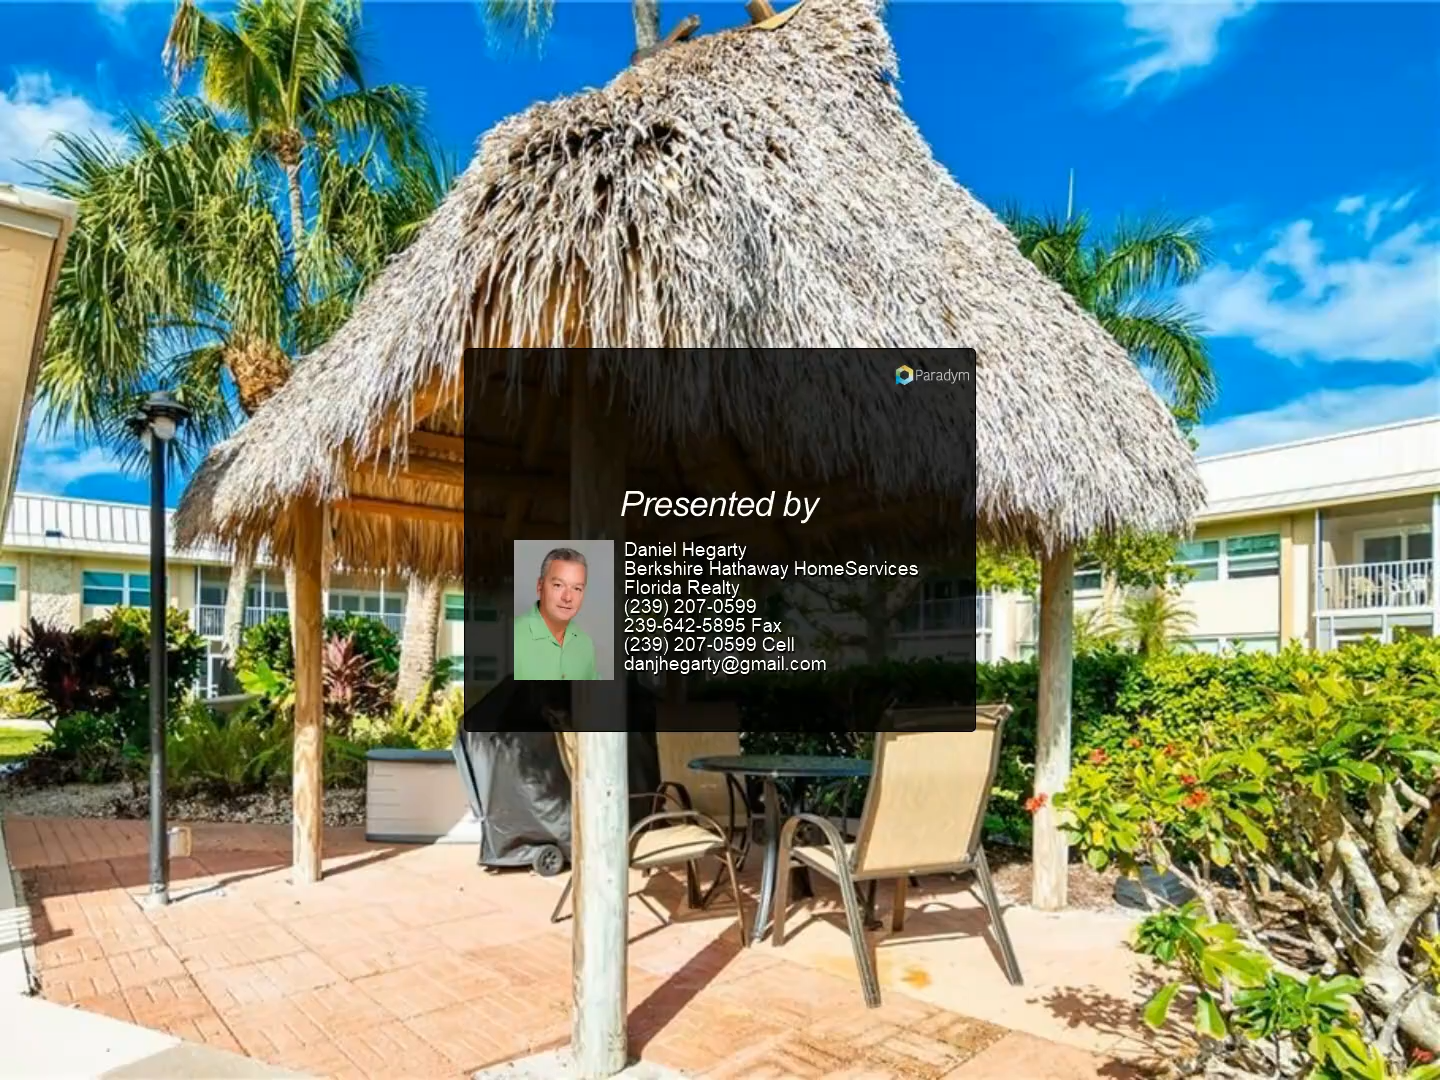 Paradym
Presented by
Daniel Hegarty
Berkshire Hathaway HomeServices
Florida Realty
(239) 207-0599
239-642-5895 Fax
(239) 207-0599 Cell
danjhegarty@gmail.com